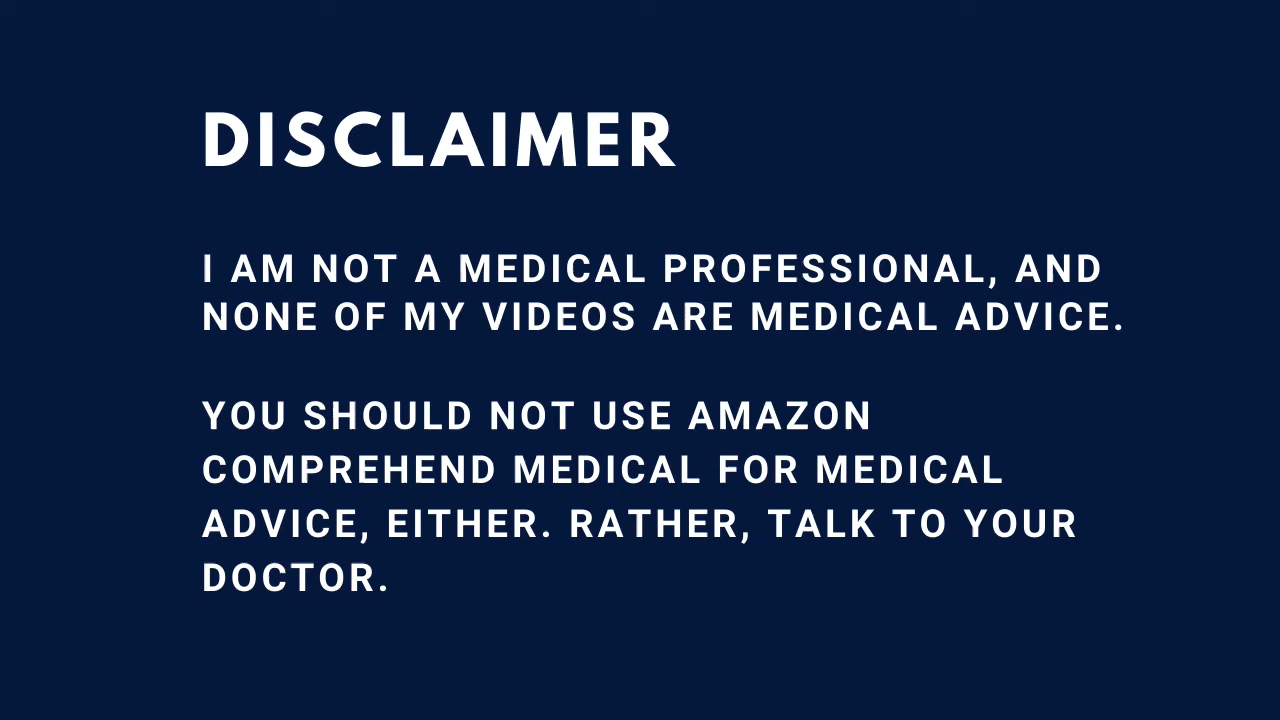 DISCLAIMER
I AM NOT A MEDICAL PROFESSIONAL, AND
NONE OF MY VIDEOS ARE MEDICAL ADVICE.
YOU SHOULD NOT USE AMAZON
COMPREHEND MEDICAL FOR MEDICAL
ADVICE, EITHER. RATHER, TALK TO YOUR
DOCTOR.